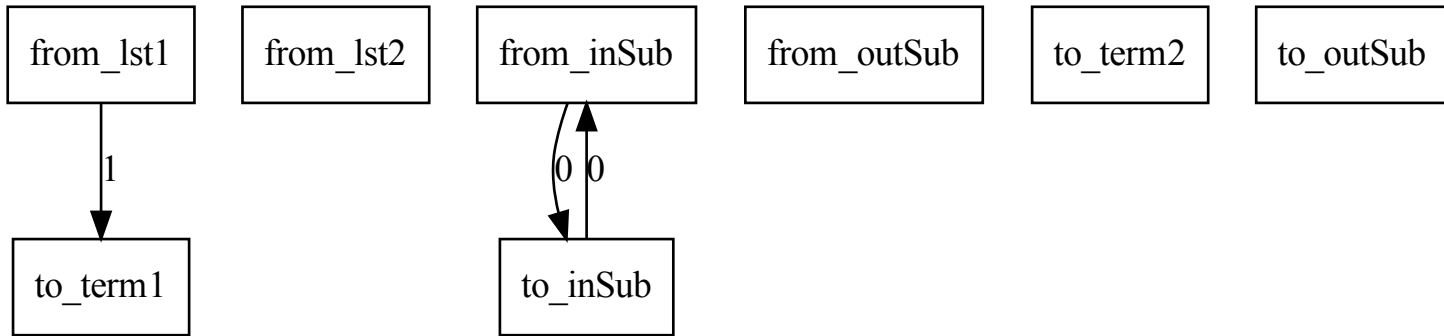 from_lst1
from_lst2
from_inSub
from_outSub
to_term2
to_outSub
1
0
0
to_term1
to_inSub